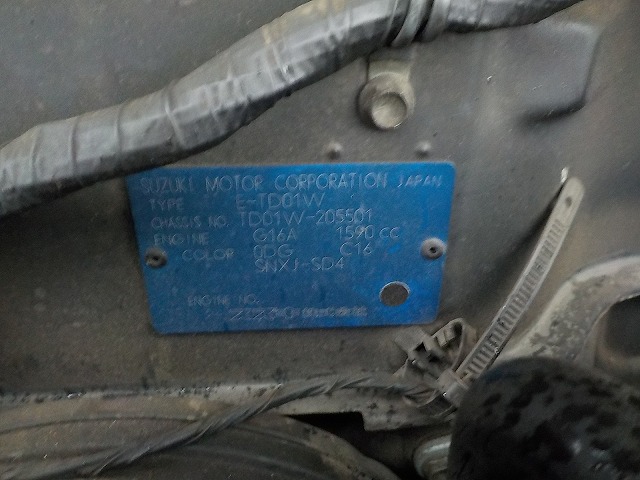 SUZUKI MOTOR CORPORATION JAPAN
TYPE E-TD01W
CHASSIS NO. TD01W-205501
ENGINE G16A 1590 cc
COLOR 0DG C16
SNXJ-SD4
ENGINE NO.